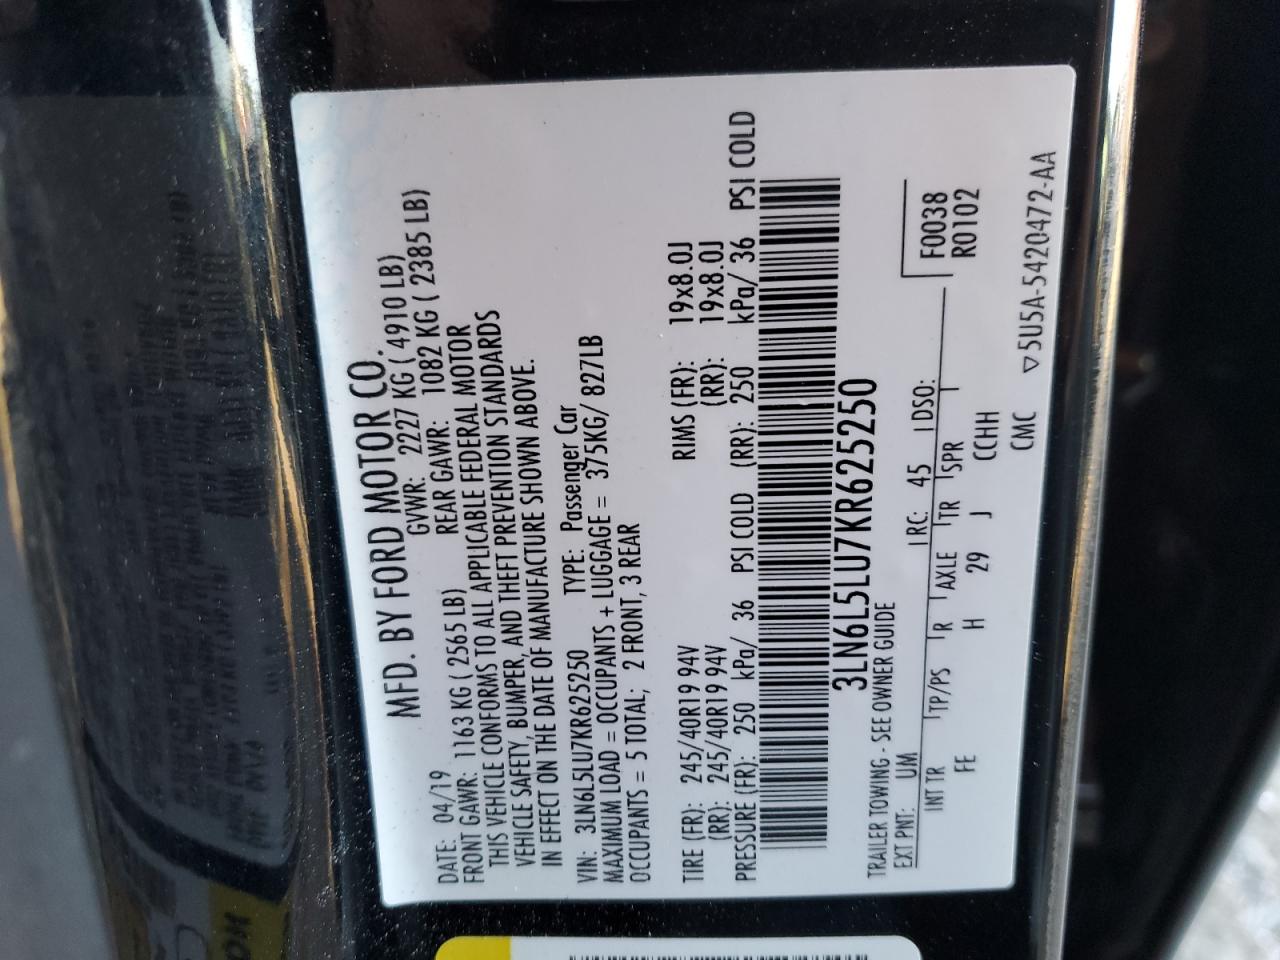 MFD. BY FORD MOTOR CO.
DATE: 04/19 GVWR: 2227 KG ( 4910 LB)
FRONT GAWR: 1163 KG ( 2565 LB) REAR GAWR: 1082 KG ( 2385 LB)
THIS VEHICLE CONFORMS TO ALL APPLICABLE FEDERAL MOTOR
VEHICLE SAFETY, BUMPER, AND THEFT PREVENTION STANDARDS
IN EFFECT ON THE DATE OF MANUFACTURE SHOWN ABOVE.
VIN: 3LN6L5LU7KR625250 TYPE: Passenger Car
MAXIMUM LOAD = OCCUPANTS + LUGGAGE = 375KG/ 827LB
OCCUPANTS = 5 TOTAL, 2 FRONT, 3 REAR
TIRE (FR): 245/40R19 94V RIMS (FR): 19x8.0J
(RR): 245/40R19 94V (RR): 19x8.0J
PRESSURE (FR): 250 kPa/ 36 PSI COLD (RR): 250 kPa/ 36 PSI COLD
3LN6L5LU7KR625250
TRAILER TOWING - SEE OWNER GUIDE
EXT PNT: UM RC: 45 DSO: F0038
INT TR TP/PS R AXLE TR SPR R0102
FE H 29 J CCHH
CMC ▽5U5A-5420472-AA